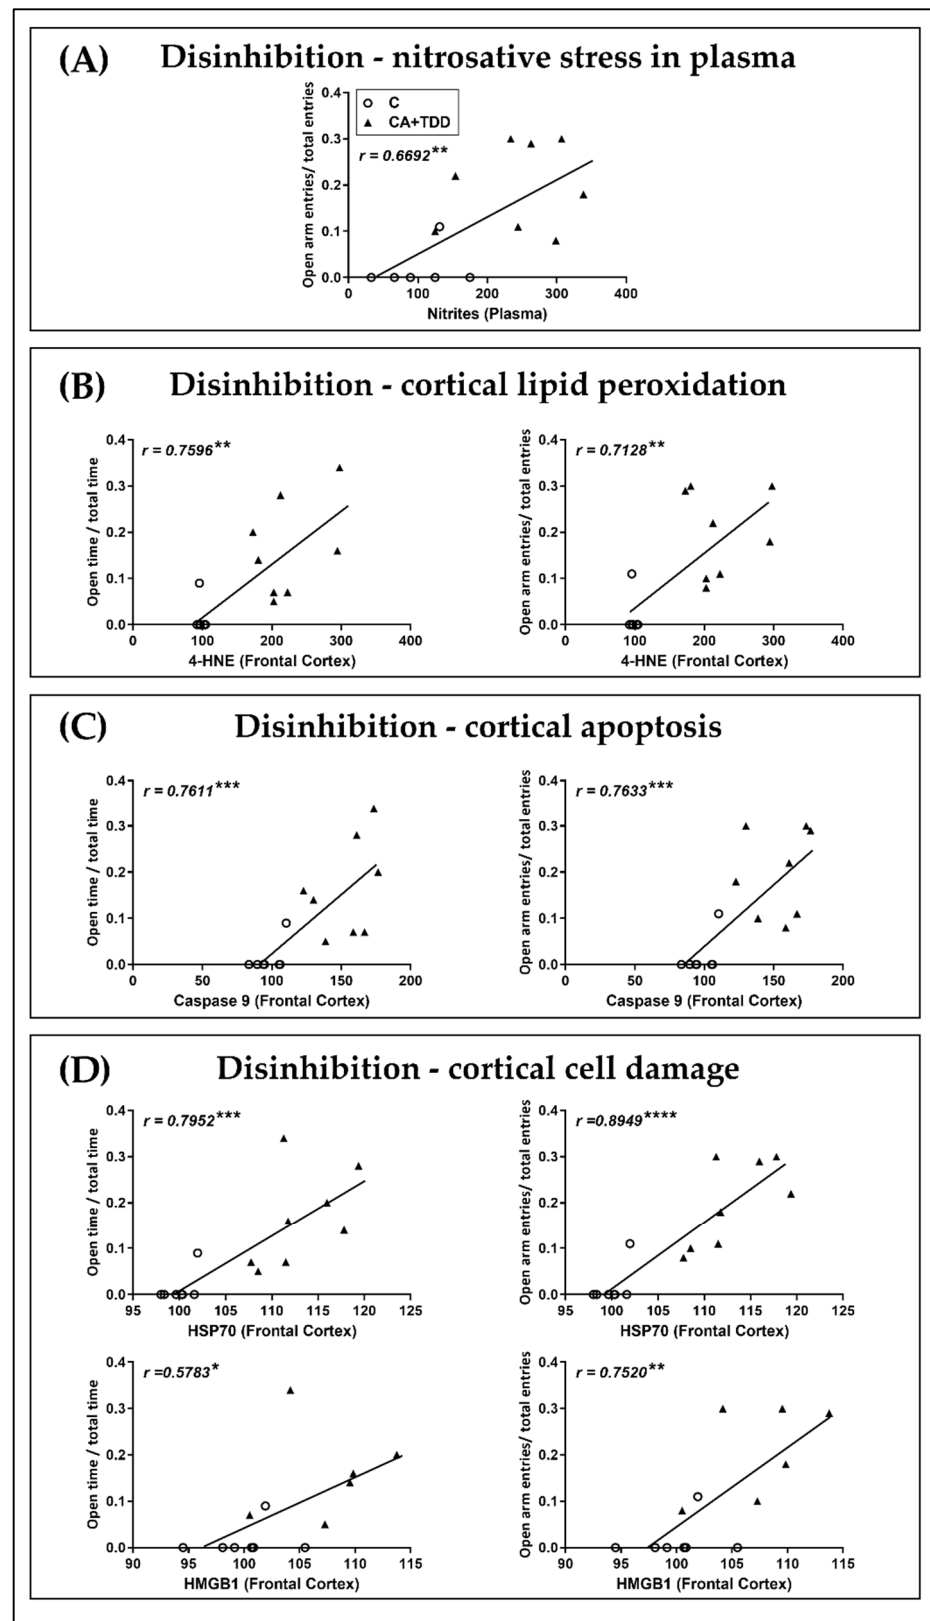 (A) Disinhibition - nitrosative stress in plasma
Open arm entries/ total entries
0.4
0.3
0.2
0.1
0.0
C
CA+TDD
r = 0.6692**
0 100 200 300 400
Nitrites (Plasma)
(B) Disinhibition - cortical lipid peroxidation
Open time / total time
0.4
0.3
0.2
0.1
0.0
r = 0.7596**
0 100 200 300 400
4-HNE (Frontal Cortex)
Open arm entries/ total entries
0.4
0.3
0.2
0.1
0.0
r = 0.7128**
0 100 200 300 400
4-HNE (Frontal Cortex)
(C) Disinhibition - cortical apoptosis
Open time / total time
0.4
0.3
0.2
0.1
0.0
r = 0.7611***
0 50 100 150 200
Caspase 9 (Frontal Cortex)
Open arm entries/ total entries
0.4
0.3
0.2
0.1
0.0
r = 0.7633***
0 50 100 150 200
Caspase 9 (Frontal Cortex)
(D) Disinhibition - cortical cell damage
Open time / total time
0.4
0.3
0.2
0.1
0.0
r = 0.7952***
95 100 105 110 115 120 125
HSP70 (Frontal Cortex)
Open arm entries/ total entries
0.4
0.3
0.2
0.1
0.0
r =0.8949****
95 100 105 110 115 120 125
HSP70 (Frontal Cortex)
Open time / total time
0.4
0.3
0.2
0.1
0.0
r =0.5783*
90 95 100 105 110 115
HMGB1 (Frontal Cortex)
Open arm entries/ total entries
0.4
0.3
0.2
0.1
0.0
r = 0.7520**
90 95 100 105 110 115
HMGB1 (Frontal Cortex)